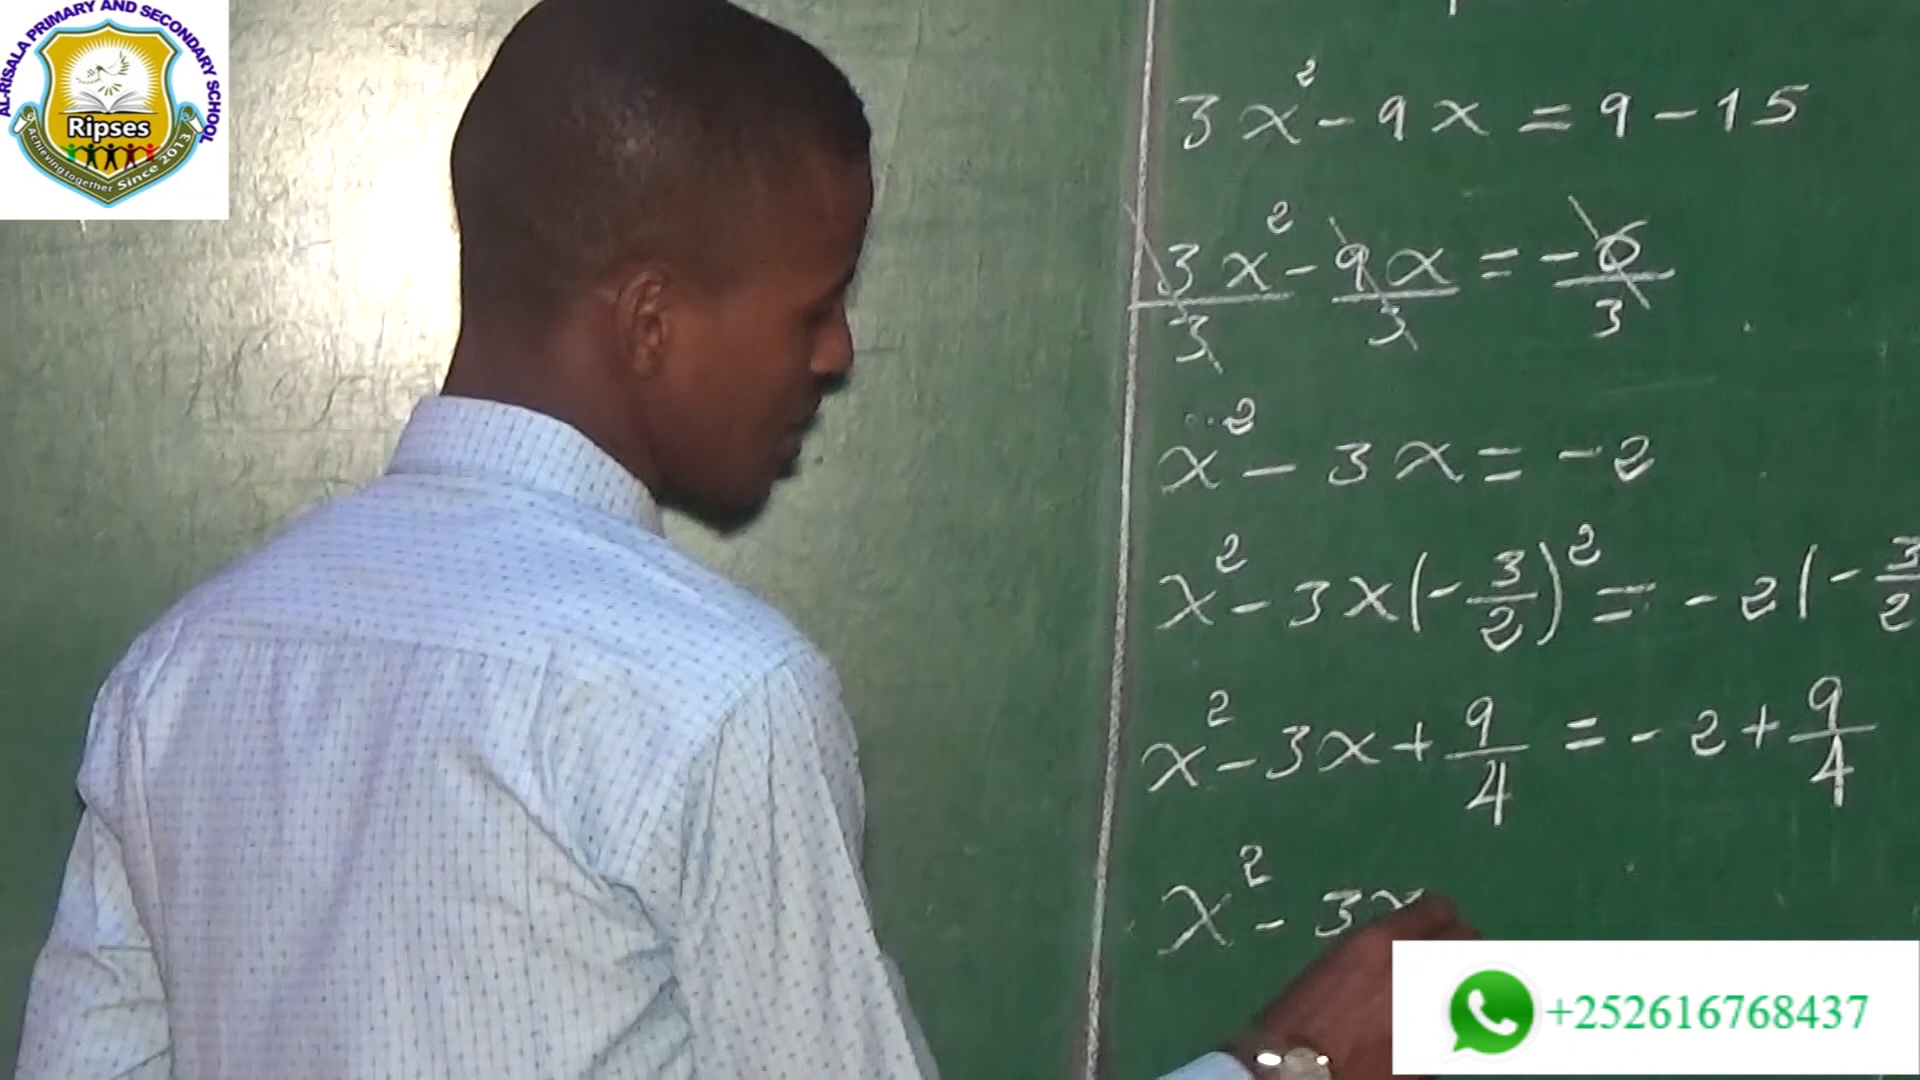 AL-RISALA PRIMARY AND SECONDARY SCHOOL
Ripses
Achieving together Since 2013
3x² - 9x = 9 - 15
3x²/3 - 9x/3 = -6/3
x² - 3x = -2
x² - 3x(-3/2)² = -2(-3/2
x² - 3x + 9/4 = -2 + 9/4
x² - 3x
+252616768437